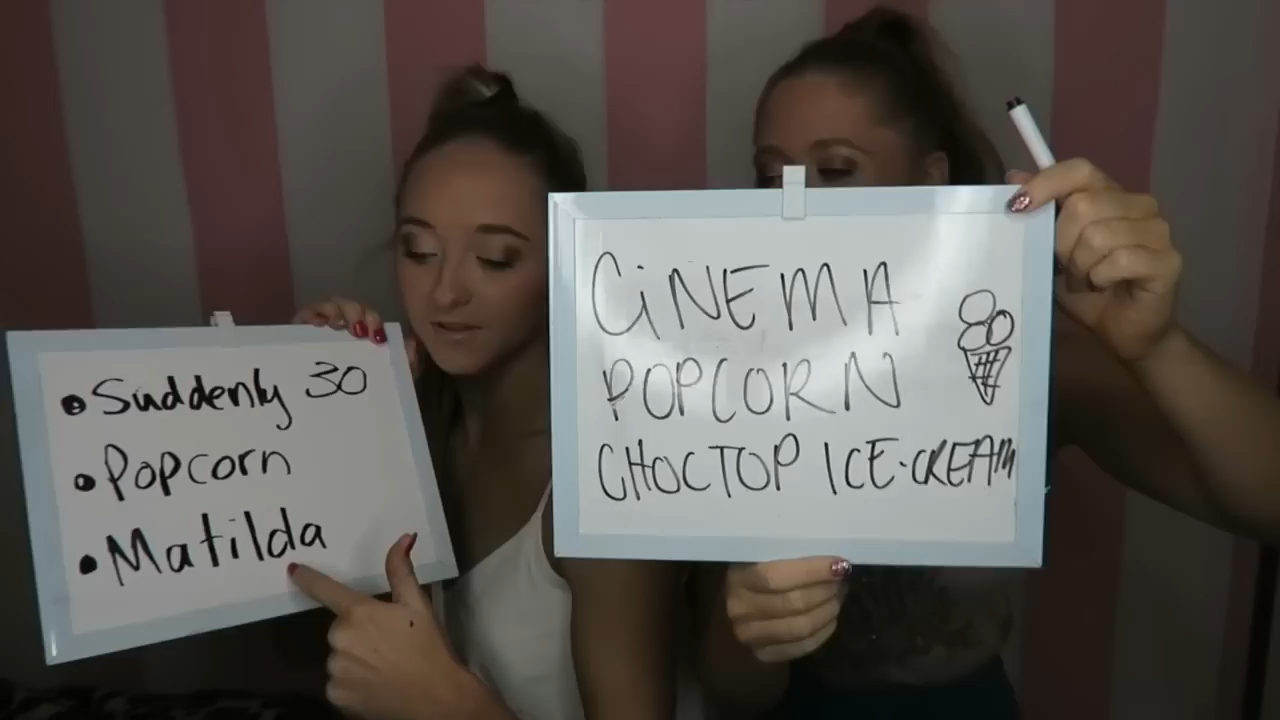 • Suddenly 30
• Popcorn
• Matilda
CiNEMA
POPCORN
CHOCTOP ICE-CREAM